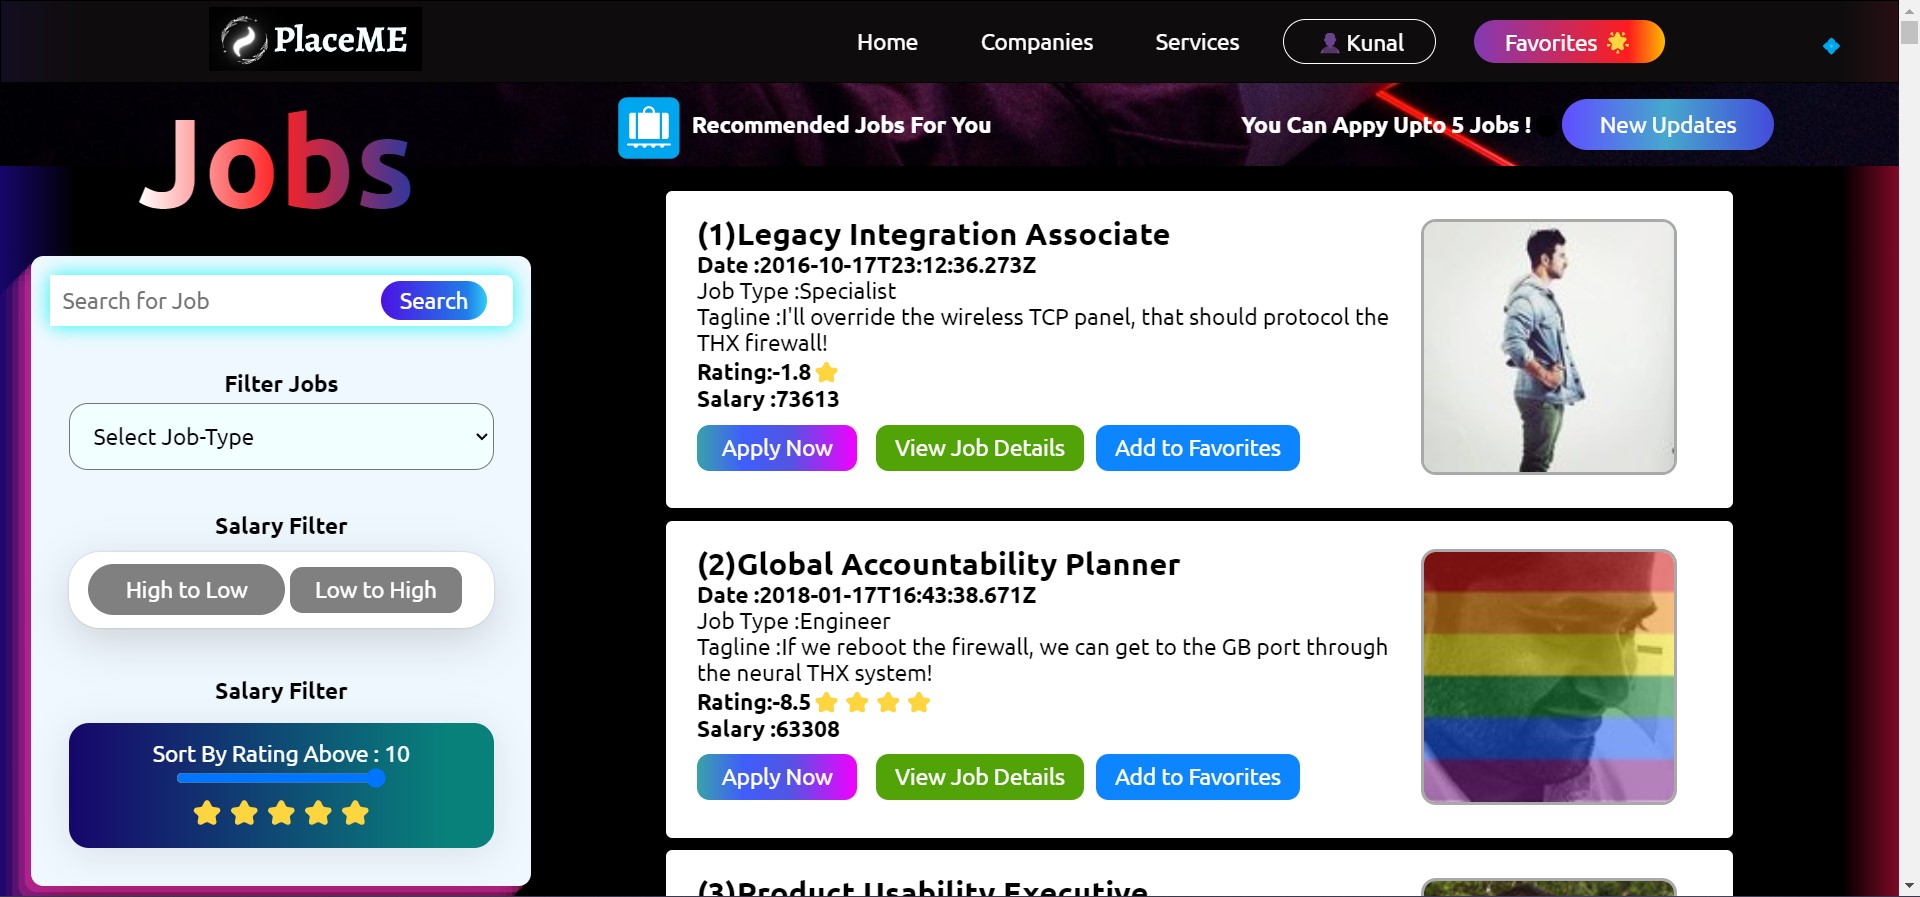 PlaceME
Home
Companies
Services
👤 Kunal
Favorites 🌟
Jobs
Recommended Jobs For You
You Can Appy Upto 5 Jobs !
New Updates
Search for Job
Search
Filter Jobs
Select Job-Type
Salary Filter
High to Low
Low to High
Salary Filter
Sort By Rating Above : 10
(1)Legacy Integration Associate
Date :2016-10-17T23:12:36.273Z
Job Type :Specialist
Tagline :I'll override the wireless TCP panel, that should protocol the
THX firewall!
Rating:-1.8
Salary :73613
Apply Now
View Job Details
Add to Favorites
(2)Global Accountability Planner
Date :2018-01-17T16:43:38.671Z
Job Type :Engineer
Tagline :If we reboot the firewall, we can get to the GB port through
the neural THX system!
Rating:-8.5
Salary :63308
Apply Now
View Job Details
Add to Favorites
(3)Product Usability Executive